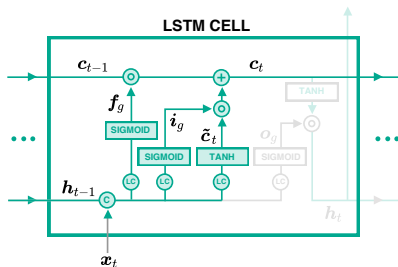 LSTM CELL
c_{t-1} c_t
TANH
f_g i_g o_g
SIGMOID
c̃_t
SIGMOID TANH SIGMOID
h_{t-1} LC LC LC LC
C
h_t
x_t